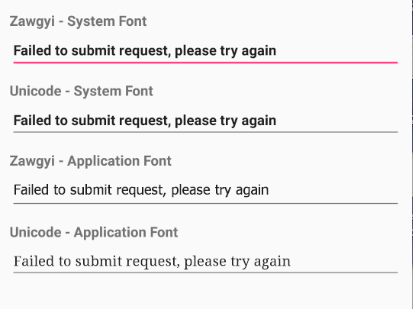 Zawgyi - System Font
Failed to submit request, please try again
Unicode - System Font
Failed to submit request, please try again
Zawgyi - Application Font
Failed to submit request, please try again
Unicode - Application Font
Failed to submit request, please try again